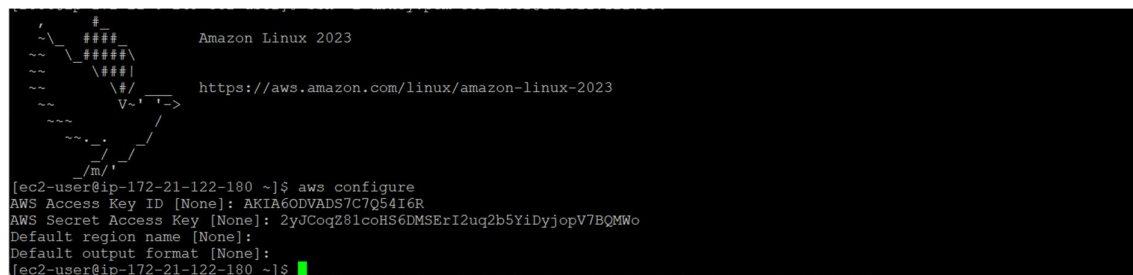 Amazon Linux 2023
https://aws.amazon.com/linux/amazon-linux-2023
[ec2-user@ip-172-21-122-180 ~]$ aws configure
AWS Access Key ID [None]: AKIA6ODVADS7C7Q54I6R
AWS Secret Access Key [None]: 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
Default region name [None]:
Default output format [None]:
[ec2-user@ip-172-21-122-180 ~]$